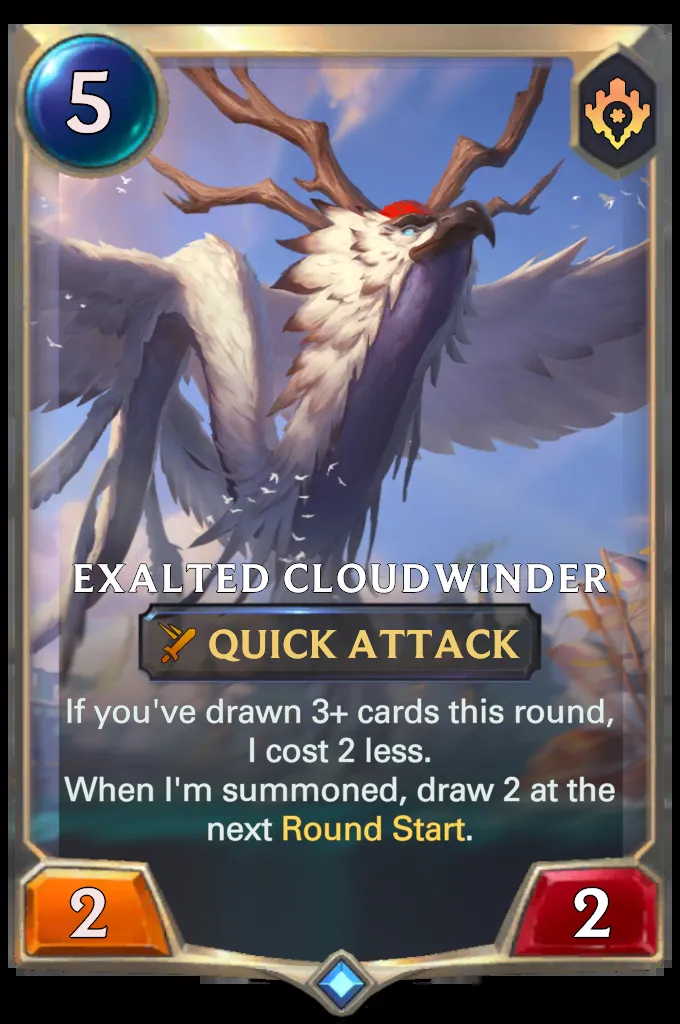 5
EXALTED CLOUDWINDER
QUICK ATTACK
If you've drawn 3+ cards this round,
I cost 2 less.
When I'm summoned, draw 2 at the
next Round Start.
2
2